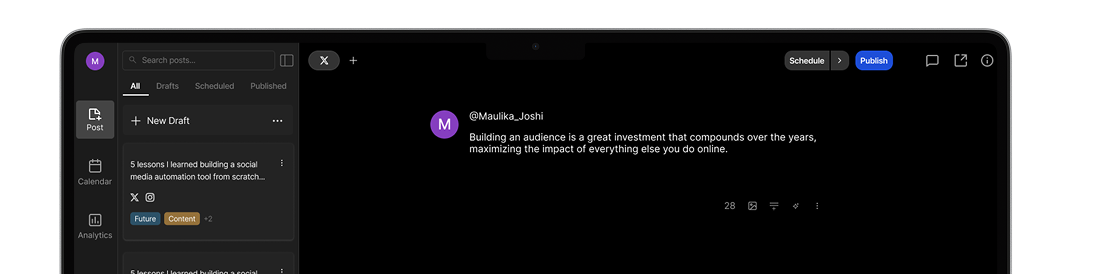 M
Search posts...
All Drafts Scheduled Published
Post
New Draft
5 lessons I learned building a social
media automation tool from scratch...
Calendar
Future Content +2
Analytics
5 lessons I learned building a social
X
Schedule Publish
M
@Maulika_Joshi
Building an audience is a great investment that compounds over the years,
maximizing the impact of everything else you do online.
28